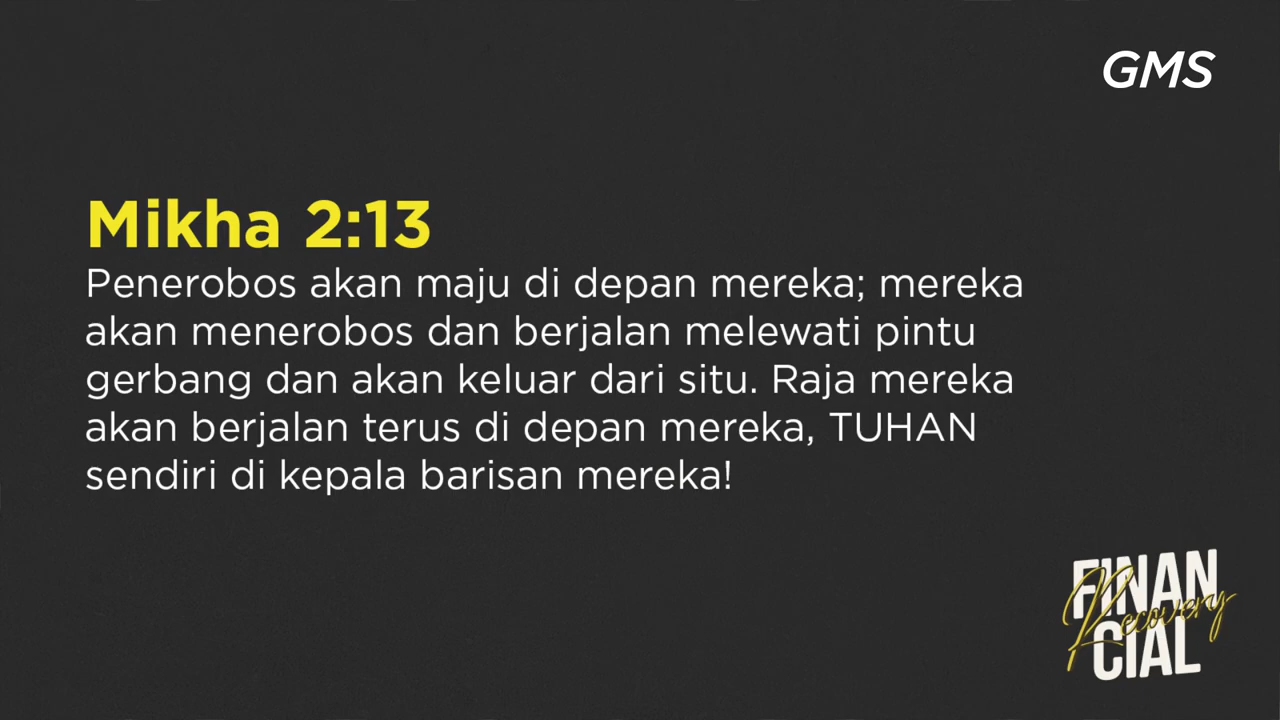 GMS
Mikha 2:13
Penerobos akan maju di depan mereka; mereka
akan menerobos dan berjalan melewati pintu
gerbang dan akan keluar dari situ. Raja mereka
akan berjalan terus di depan mereka, TUHAN
sendiri di kepala barisan mereka!
FINAN
Recovery
CIAL